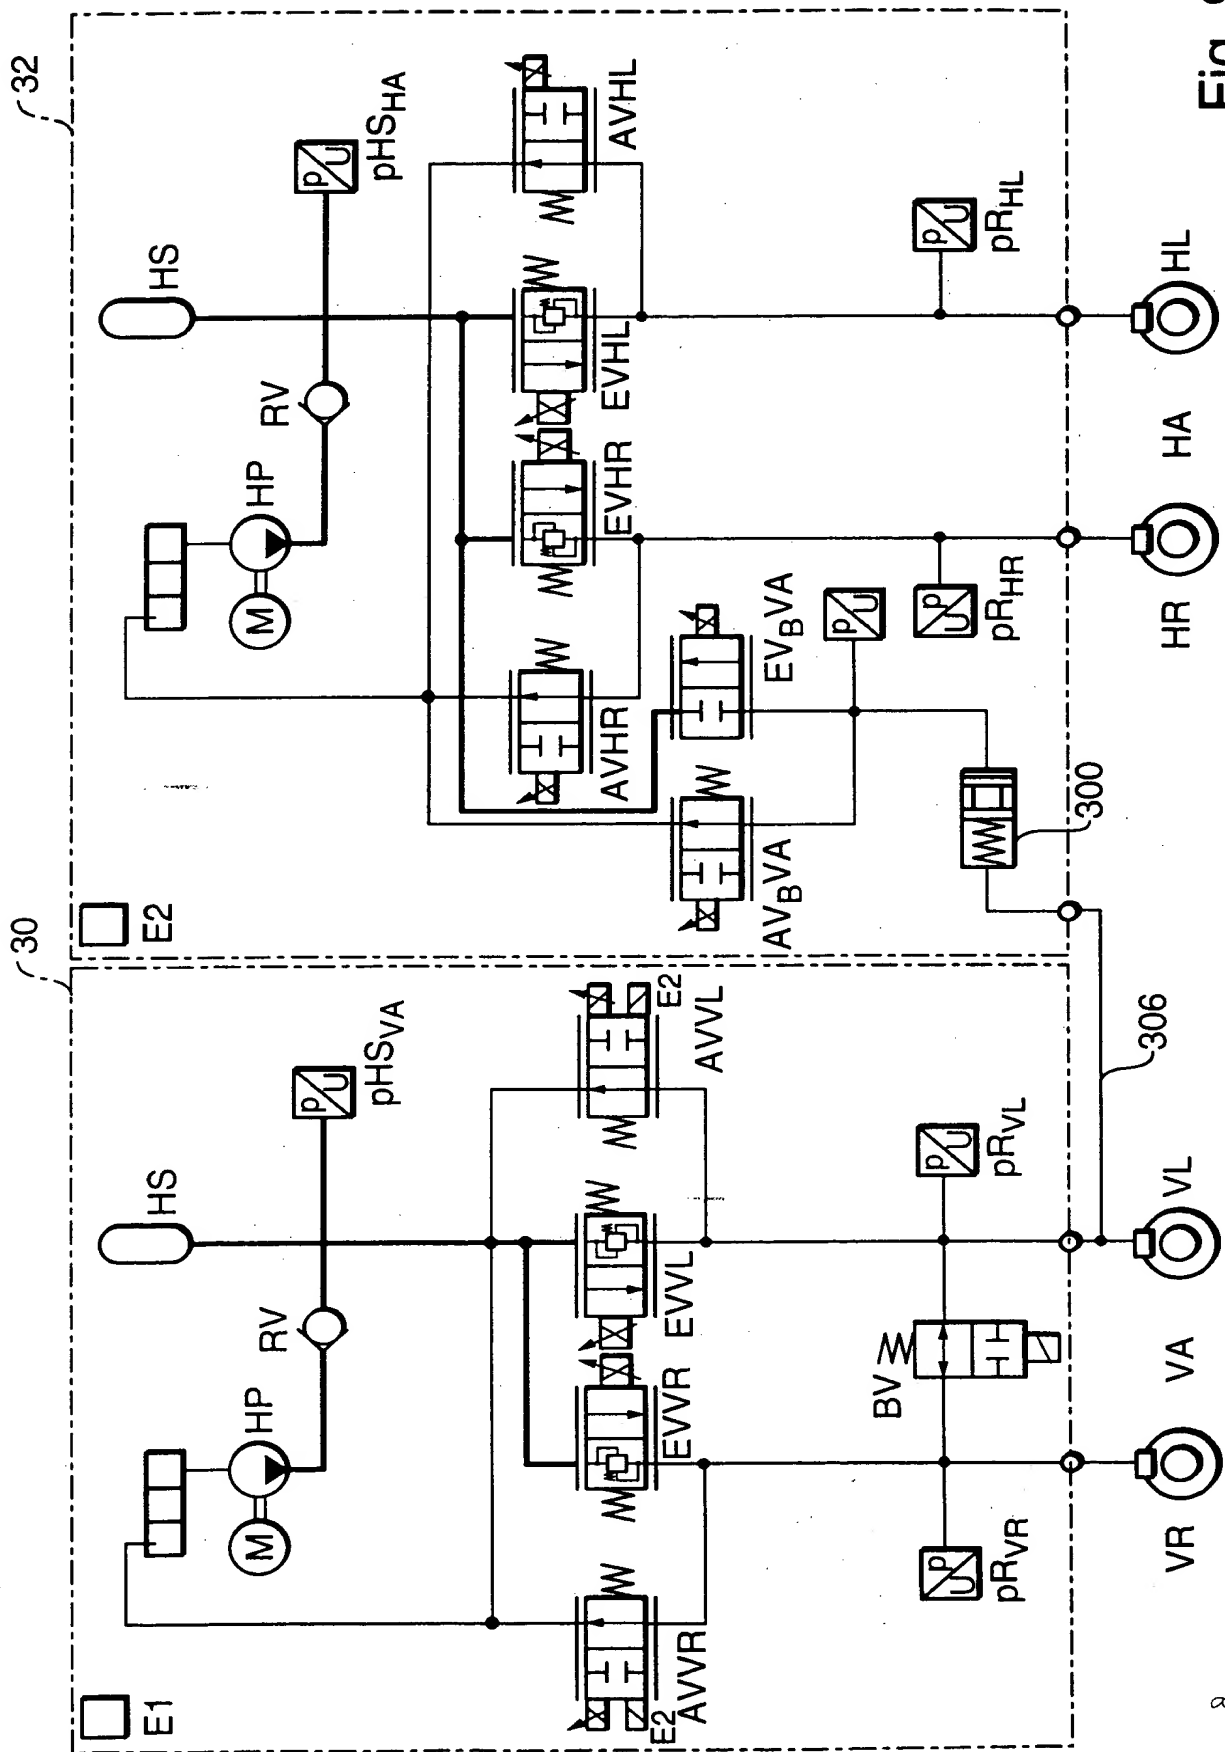 30
32
E1
E2
HS
HS
HP
RV
HP
RV
M
M
p/U
pHS_VA
p/U
pHS_HA
AVVR
E2
EVVR
EVVL
AVVL
E2
AVHR
EVHR
EVHL
AVHL
AV_BVA
EV_BVA
p/U
p/U
pR_VR
BV
p/U
pR_VL
p/U
pR_HR
p/U
pR_HL
300
306
VR
VA
VL
HR
HA
HL
Fig.